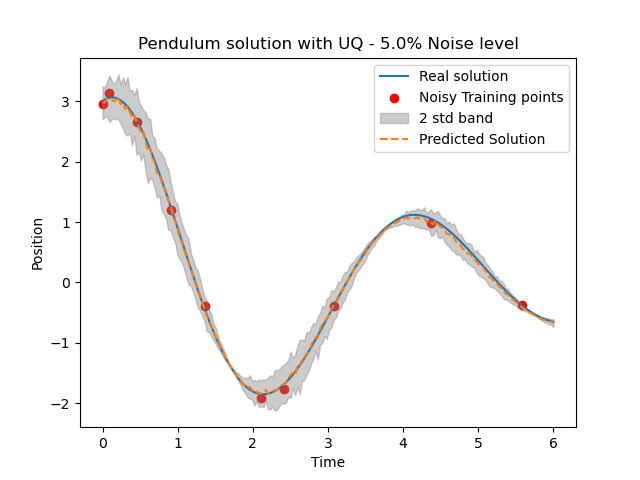 Pendulum solution with UQ - 5.0% Noise level
Real solution
Noisy Training points
2 std band
Predicted Solution
3
2
1
0
−1
−2
Position
0 1 2 3 4 5 6
Time